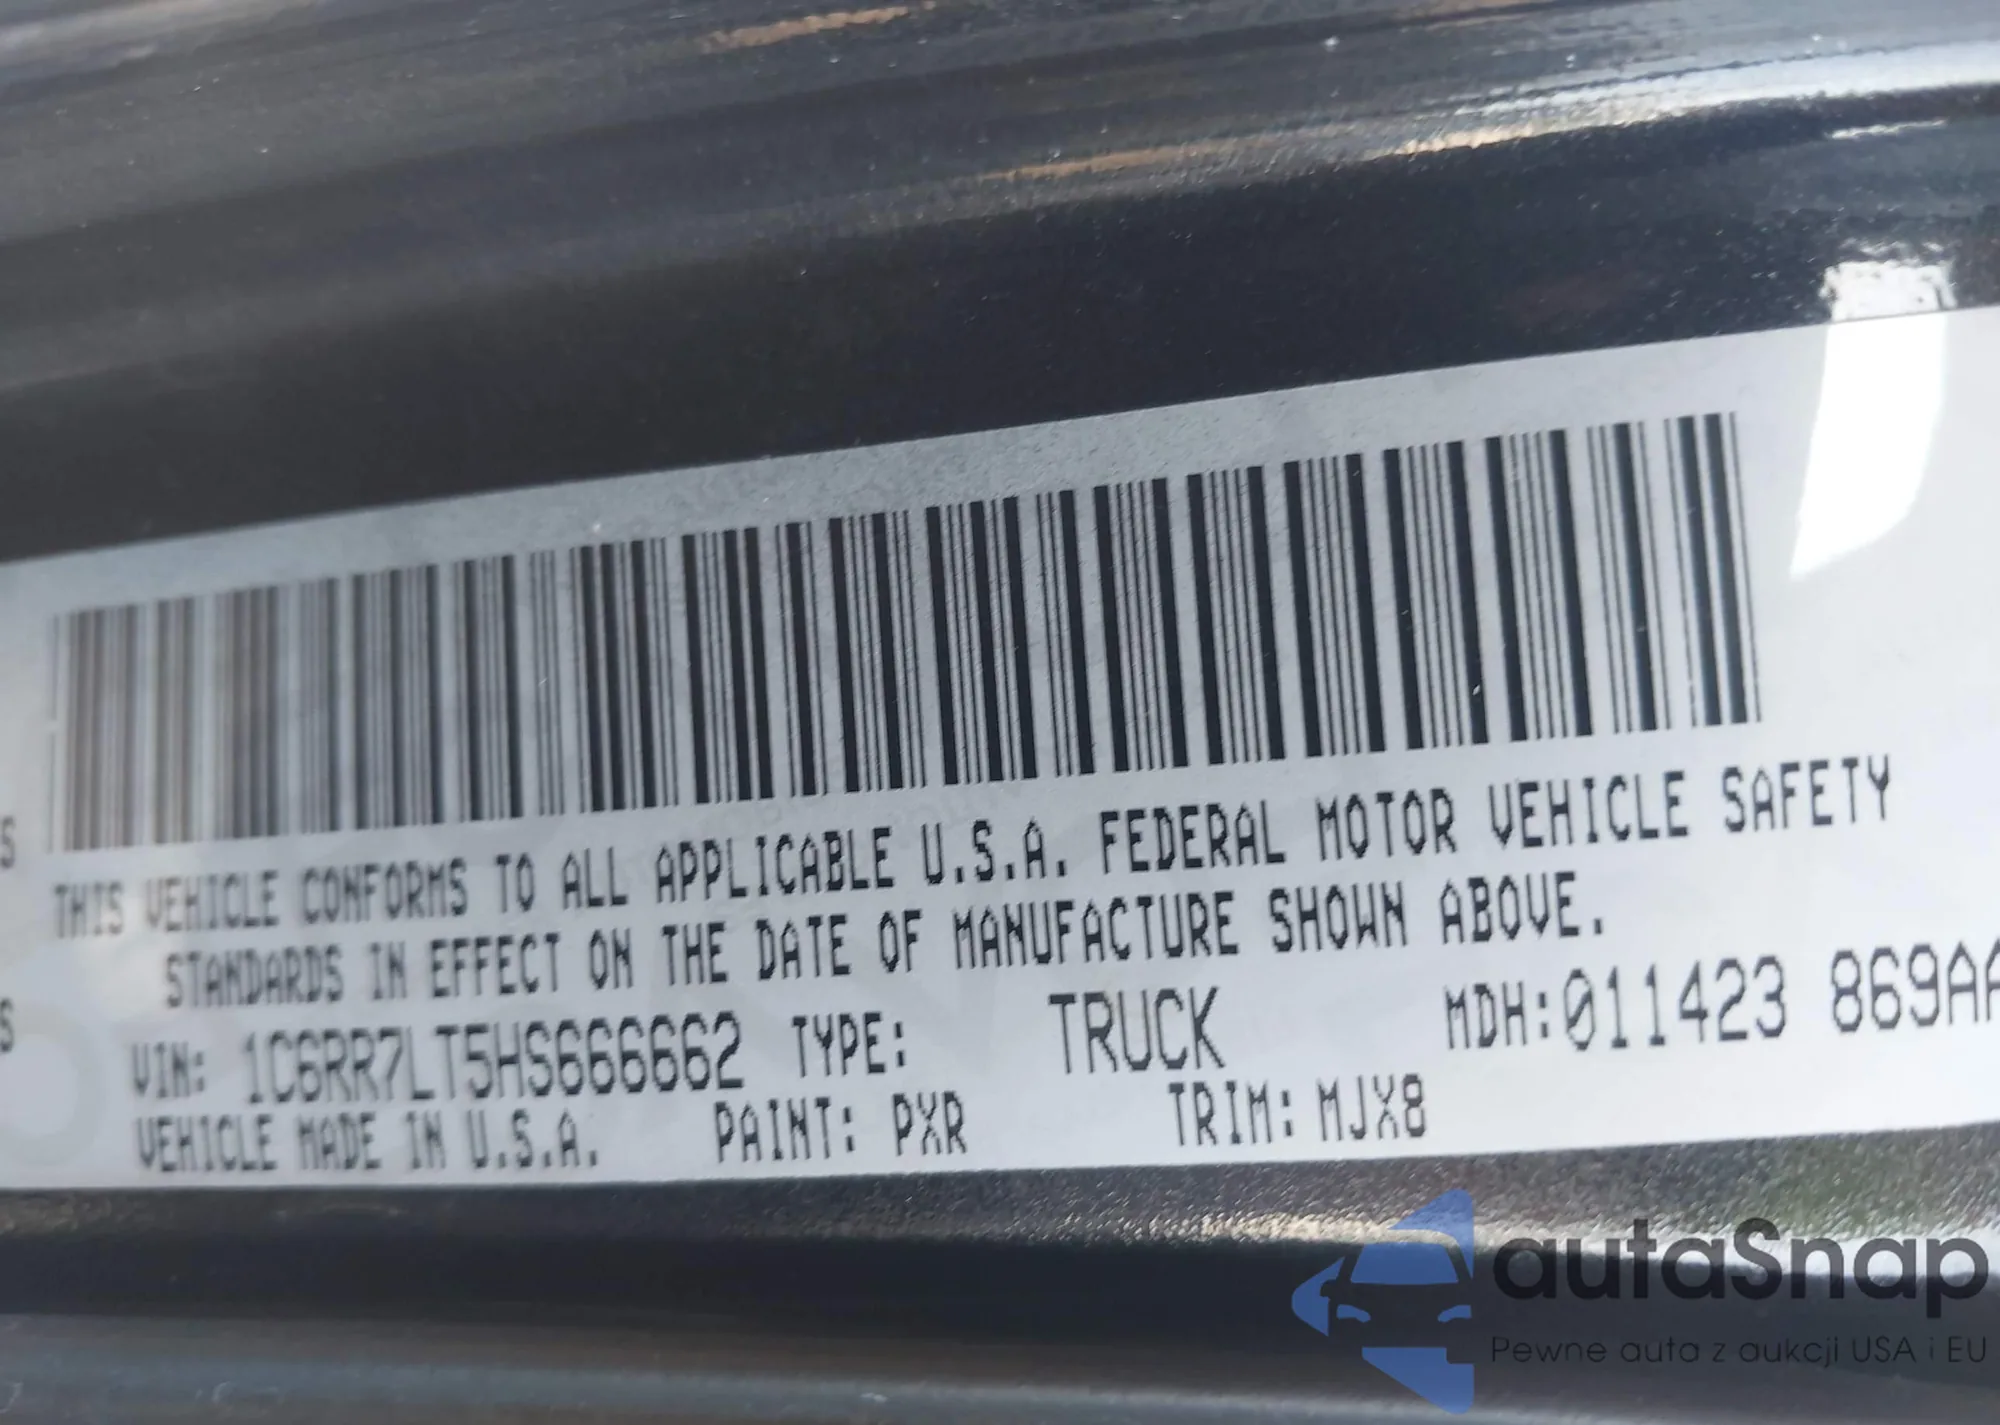 S
THIS VEHICLE CONFORMS TO ALL APPLICABLE U.S.A. FEDERAL MOTOR VEHICLE SAFETY
STANDARDS IN EFFECT ON THE DATE OF MANUFACTURE SHOWN ABOVE.
S
VIN: 1C6RR7LT5HS666662 TYPE: TRUCK MDH:011423 869AA
VEHICLE MADE IN U.S.A. PAINT: PXR TRIM: MJX8
autaSnap
Pewne auta z aukcji USA i EU